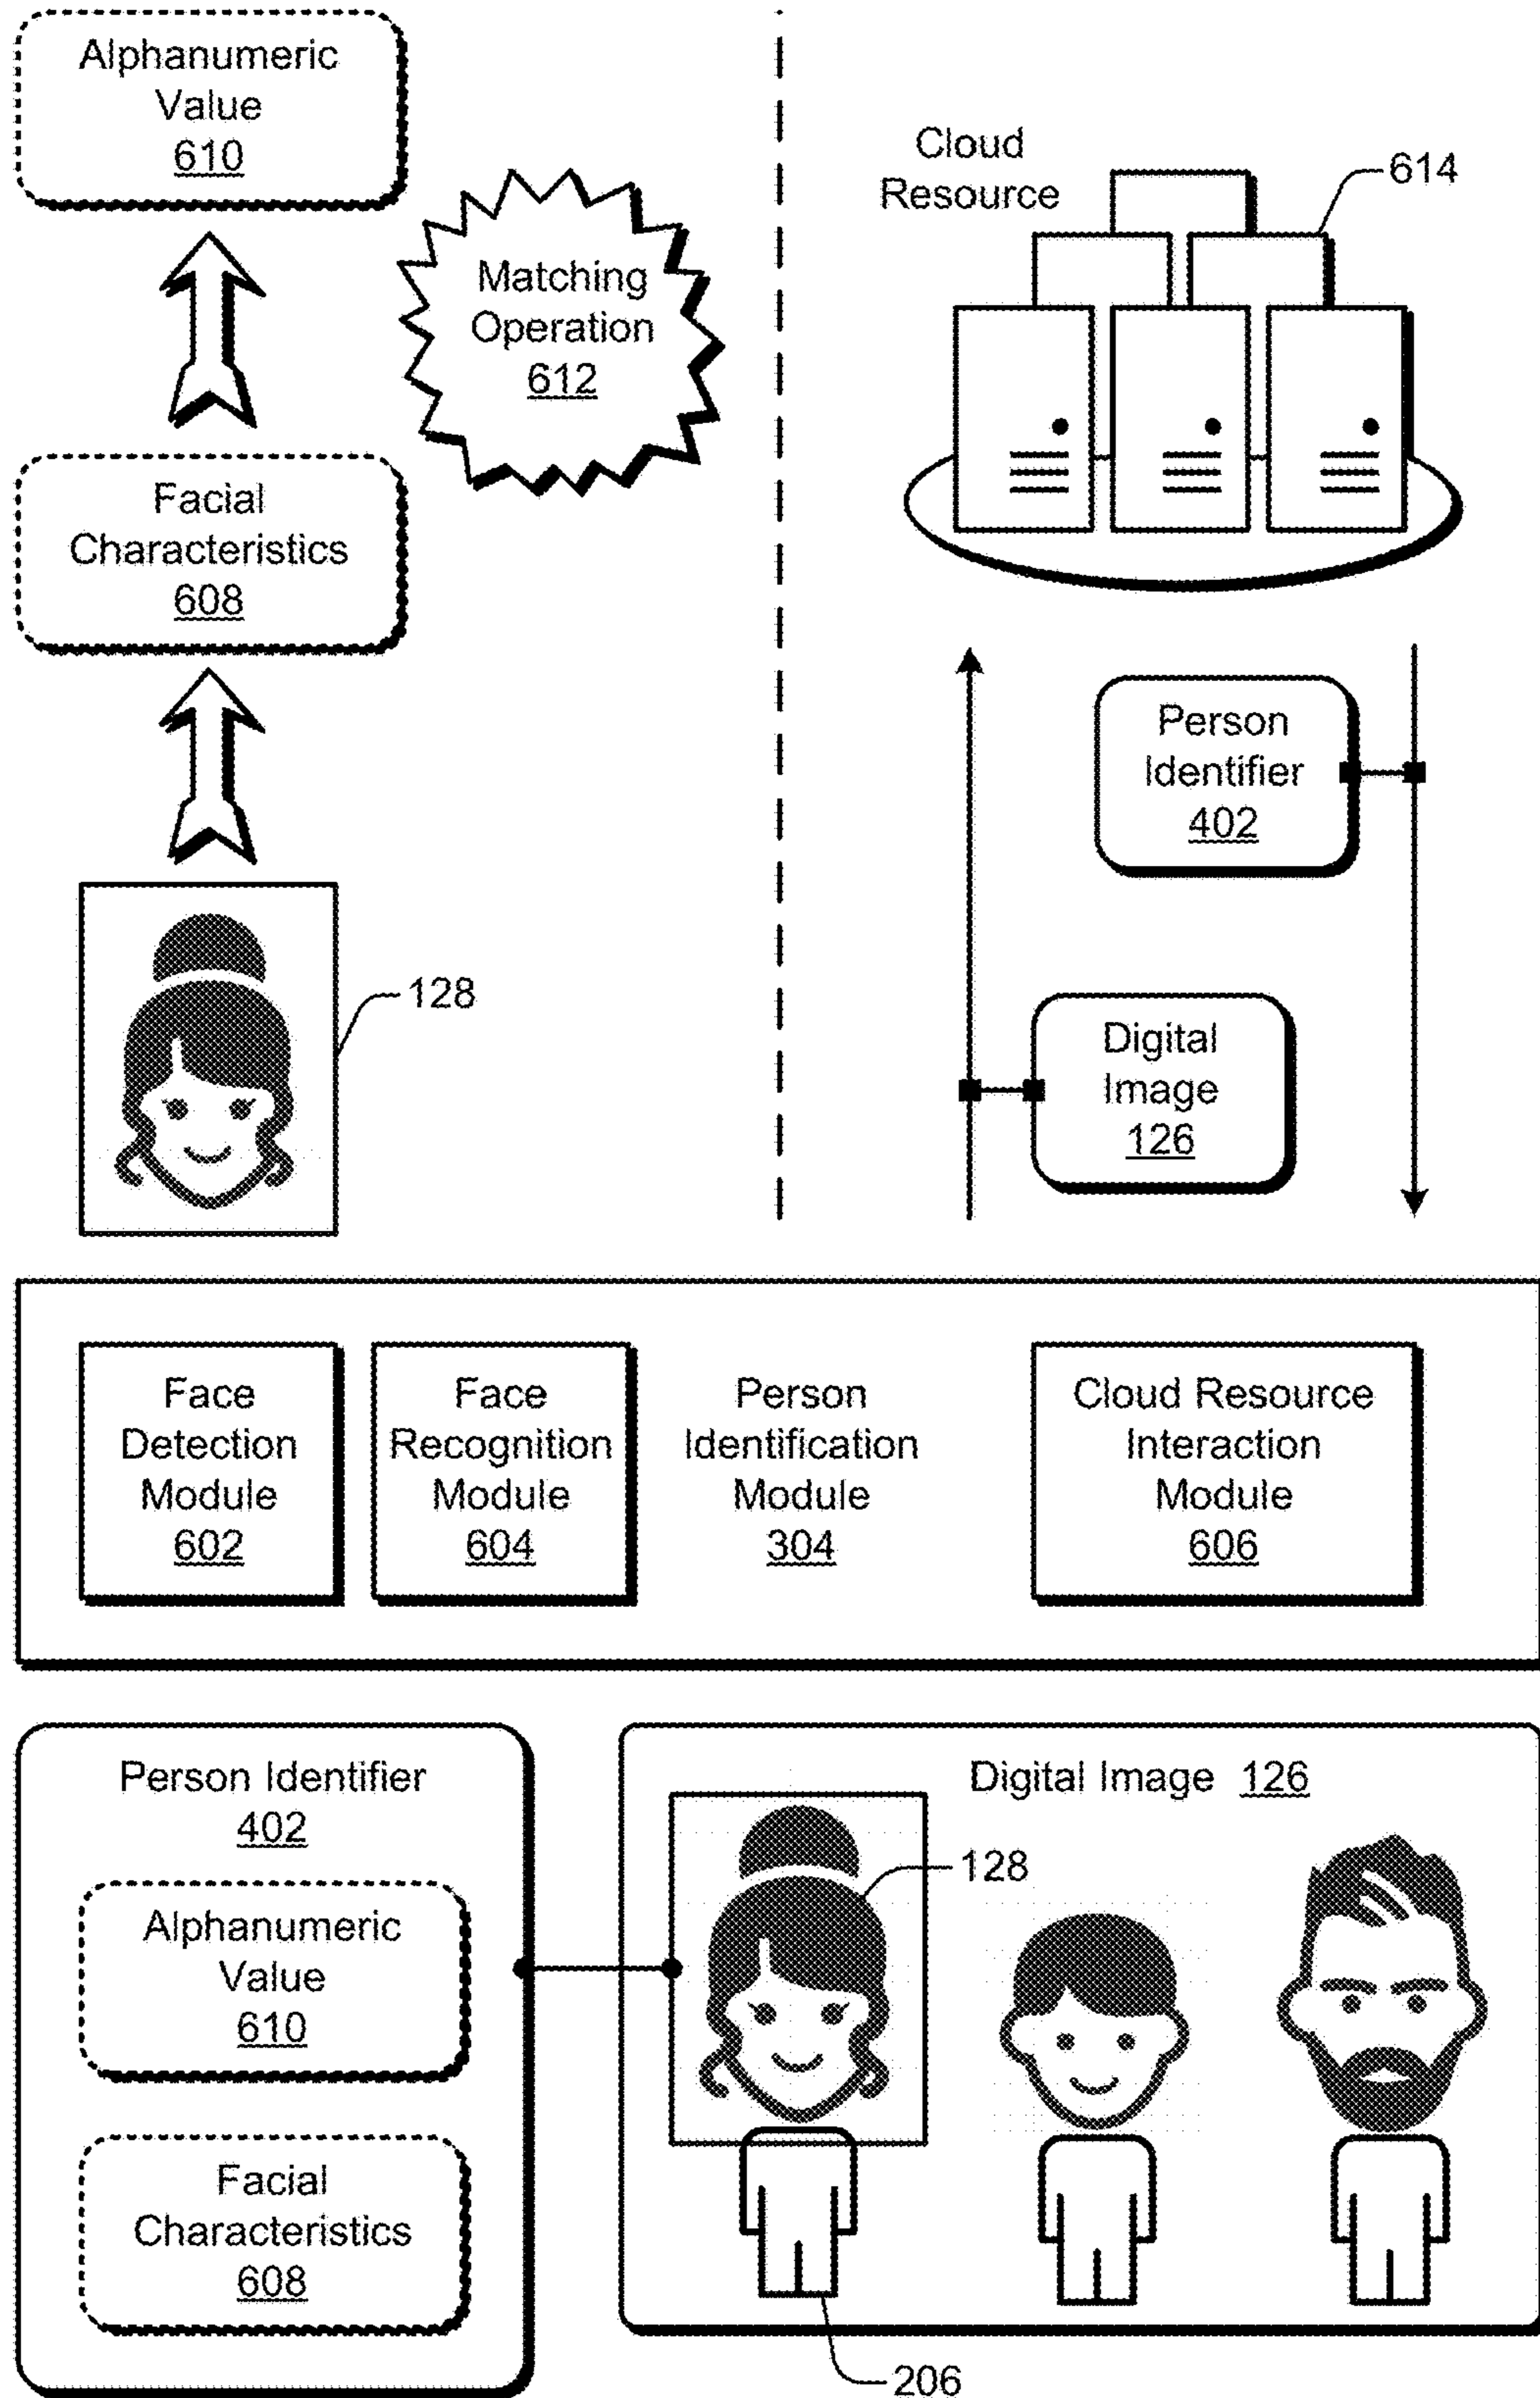 Alphanumeric
Value
610
Matching
Operation
612
Facial
Characteristics
608
128
Cloud
Resource
614
Person
Identifier
402
Digital
Image
126
Face
Detection
Module
602
Face
Recognition
Module
604
Person
Identification
Module
304
Cloud Resource
Interaction
Module
606
Person Identifier
402
Alphanumeric
Value
610
Facial
Characteristics
608
Digital Image 126
128
206